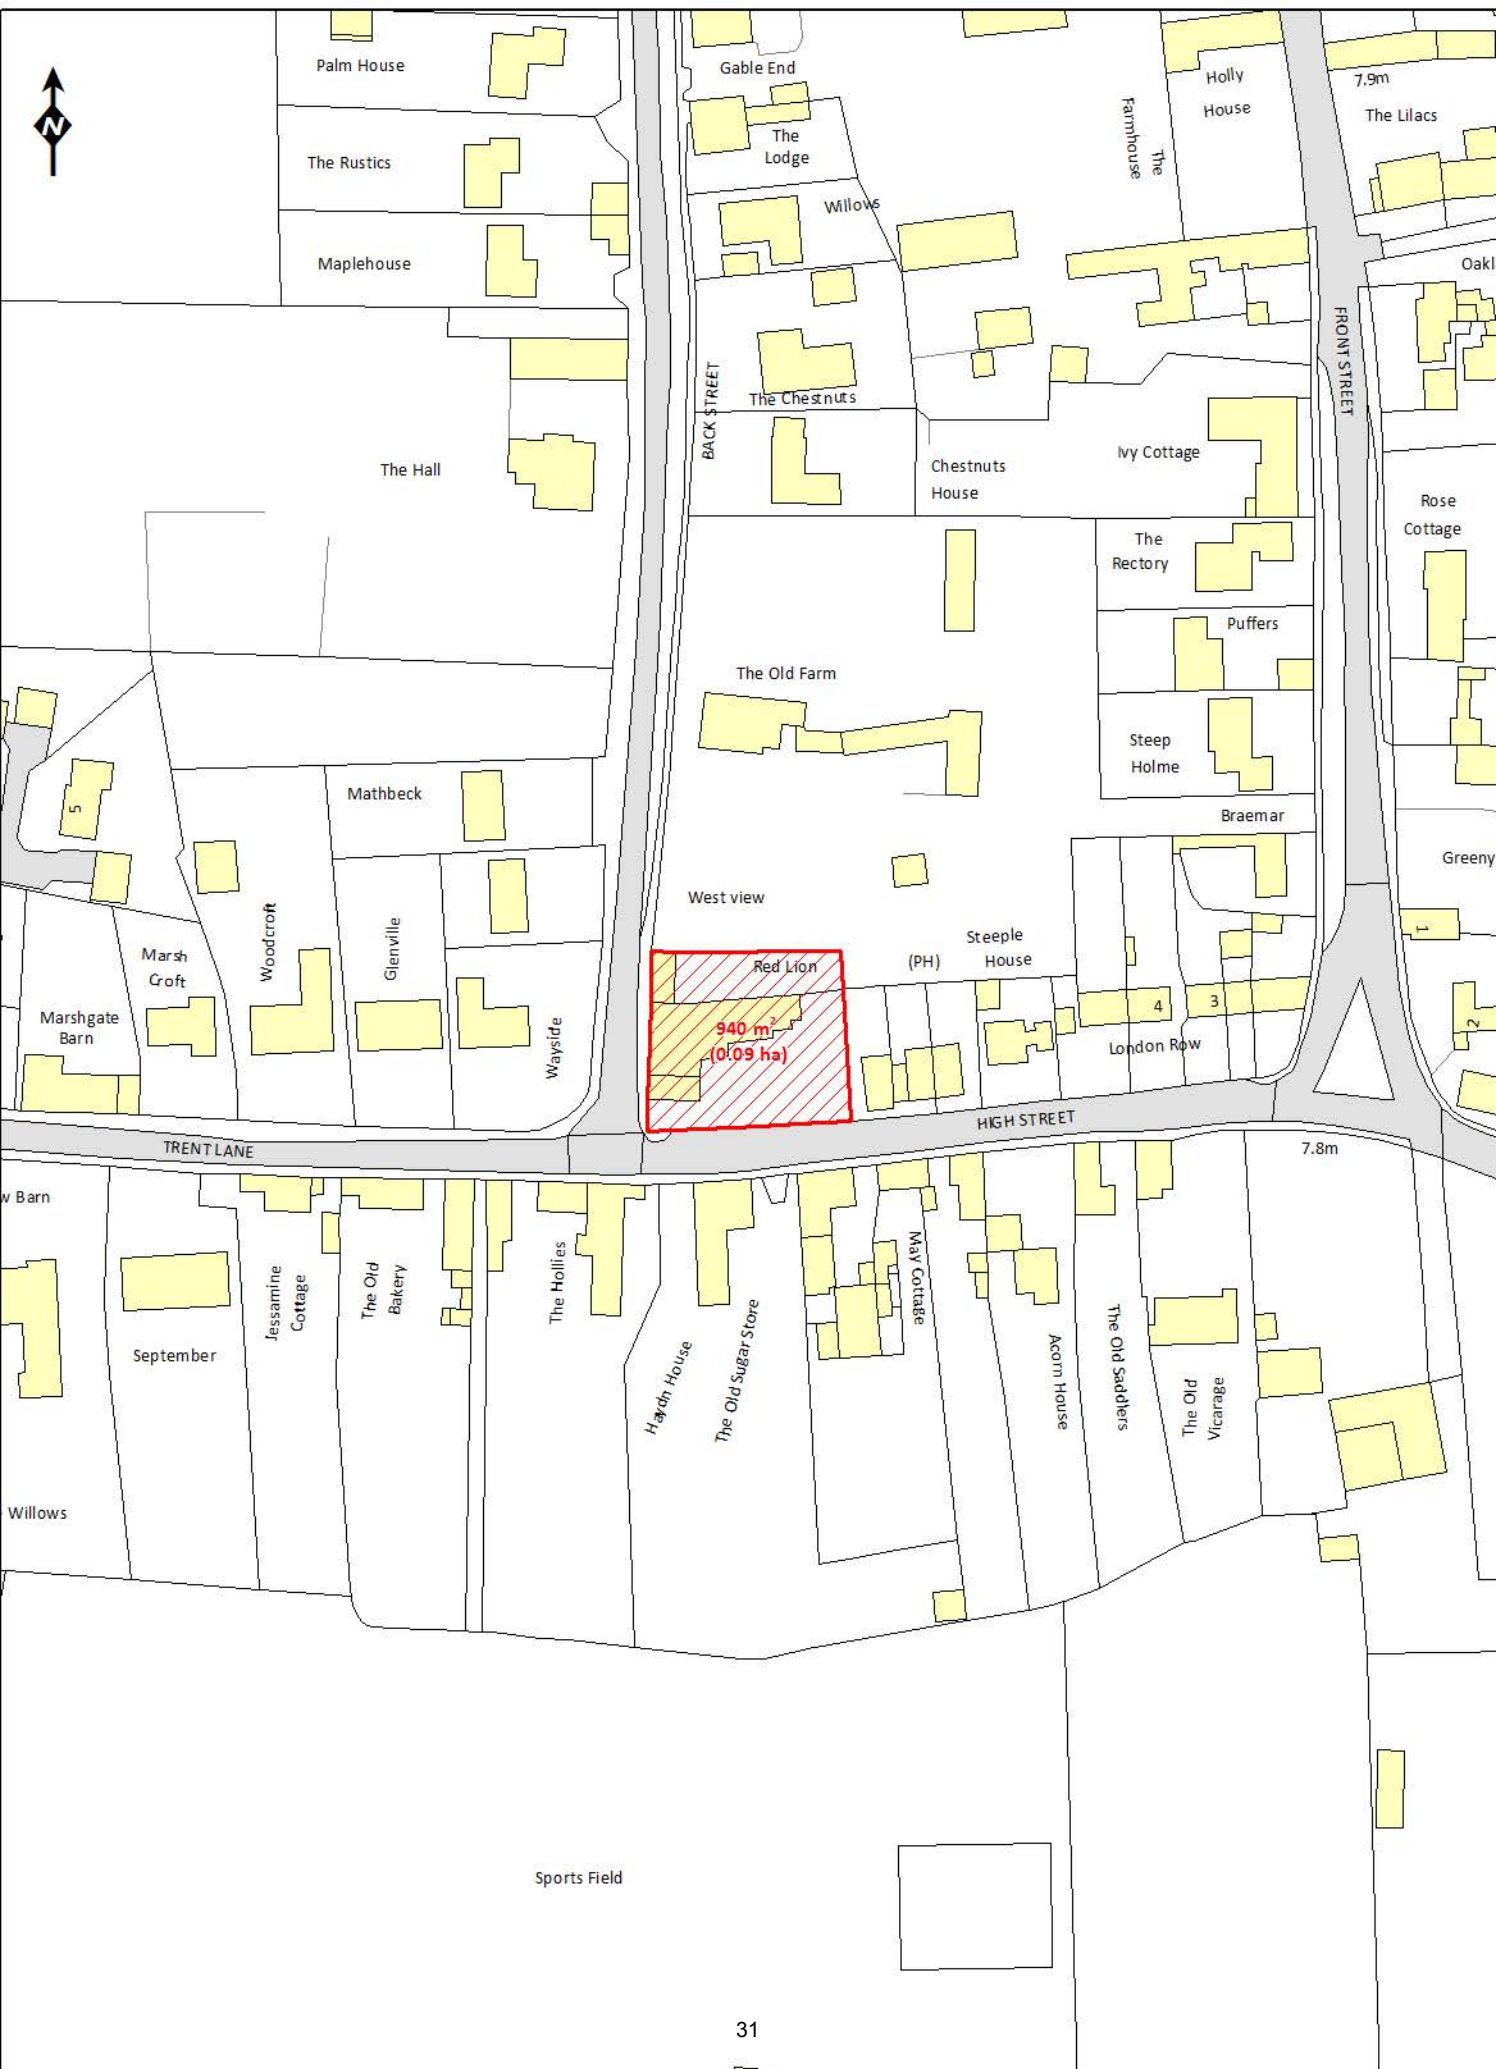 Palm House
Gable End
Holly
House
7.9m
The Lilacs
N
The
Lodge
The
Farmhouse
The Rustics
Willows
Maplehouse
Oakl
FRONT STREET
BACK STREET
The Chestnuts
The Hall
Chestnuts
House
Ivy Cottage
Rose
Cottage
The
Rectory
Puffers
The Old Farm
Steep
Holme
Mathbeck
5
Braemar
Greeny
West view
Woodcroft
Glenville
Marsh
Croft
Steeple
House
Red Lion
(PH)
1
4
3
2
940 m²
(0.09 ha)
Marshgate
Barn
Wayside
London Row
HIGH STREET
TRENT LANE
7.8m
w Barn
The Hollies
May Cottage
Jessamine
Cottage
The Old
Bakery
September
Haydn House
The Old Sugar Store
Acorn House
The Old Saddlers
The Old
Vicarage
Willows
Sports Field
31